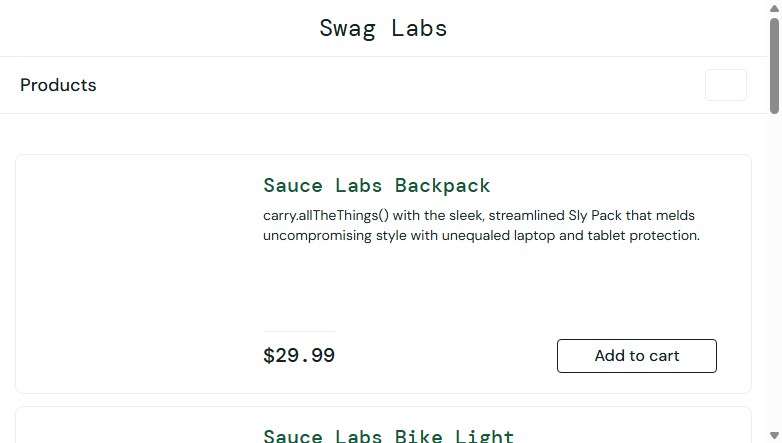 Swag Labs
Products
Sauce Labs Backpack
carry.allTheThings() with the sleek, streamlined Sly Pack that melds
uncompromising style with unequaled laptop and tablet protection.
$29.99
Add to cart
Sauce Labs Bike Light